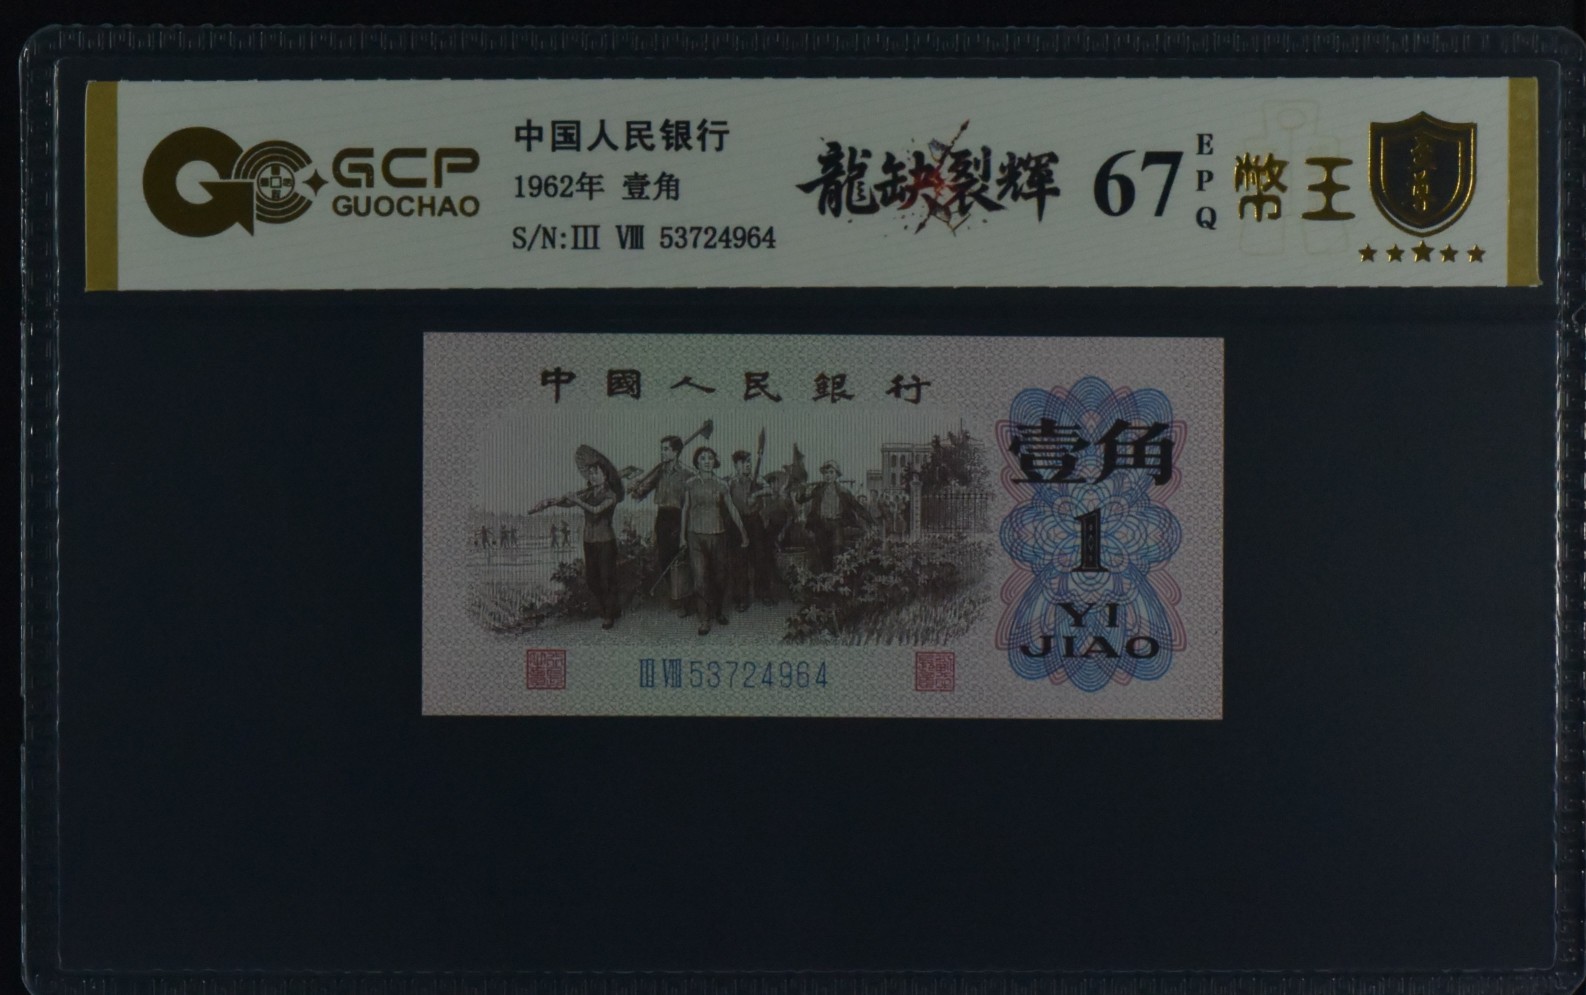 GCP
GUOCHAO
中国人民银行
1962年 壹角
S/N:III VIII 53724964
龍缺裂輝
67
EPQ
幣王
中國人民銀行
壹角
1
YI
JIAO
III VIII 53724964